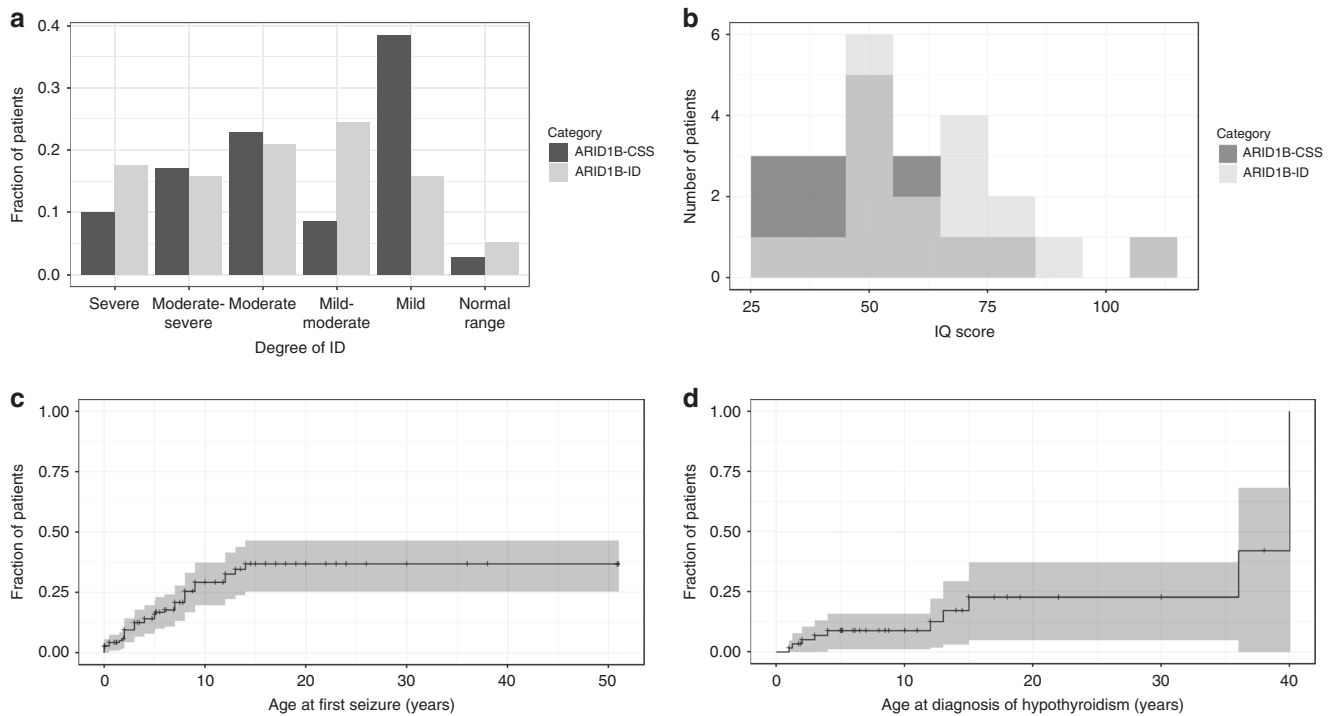 a
0.4
0.3
0.2
0.1
0.0
Fraction of patients
Severe
Moderate-
severe
Moderate
Mild-
moderate
Mild
Normal
range
Degree of ID
Category
ARID1B-CSS
ARID1B-ID
b
6
4
2
0
Number of patients
25
50
75
100
IQ score
Category
ARID1B-CSS
ARID1B-ID
c
1.00
0.75
0.50
0.25
0.00
Fraction of patients
0
10
20
30
40
50
Age at first seizure (years)
d
1.00
0.75
0.50
0.25
0.00
Fraction of patients
0
10
20
30
40
Age at diagnosis of hypothyroidism (years)